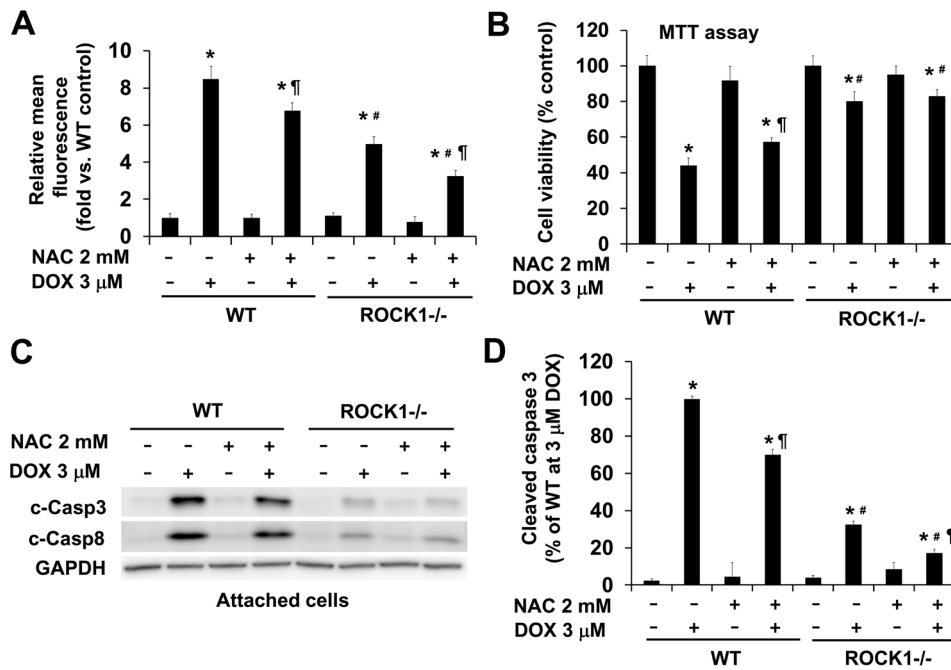 A
Relative mean
fluorescence
(fold vs. WT control)
10
8
6
4
2
0
*
* ¶
* #
* # ¶
NAC 2 mM - - + + - - + +
DOX 3 μM - + - + - + - +
WT ROCK1-/-
B
MTT assay
Cell viability (% control)
120
100
80
60
40
20
0
*
* ¶
* #
* #
NAC 2 mM - - + + - - + +
DOX 3 μM - + - + - + - +
WT ROCK1-/-
C
WT ROCK1-/-
NAC 2 mM - - + + - - + +
DOX 3 μM - + - + - + - +
c-Casp3
c-Casp8
GAPDH
Attached cells
D
Cleaved caspase 3
(% of WT at 3 μM DOX)
120
100
80
60
40
20
0
*
* ¶
* #
* # ¶
NAC 2 mM - - + + - - + +
DOX 3 μM - + - + - + - +
WT ROCK1-/-